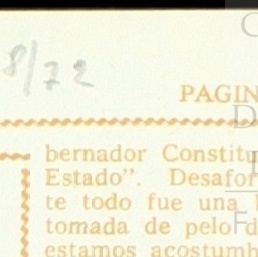 8/72
PAGIN
bernador Constitu
Estado". Desafor
te todo fue una
tomada de pelo d
estamos acostumb